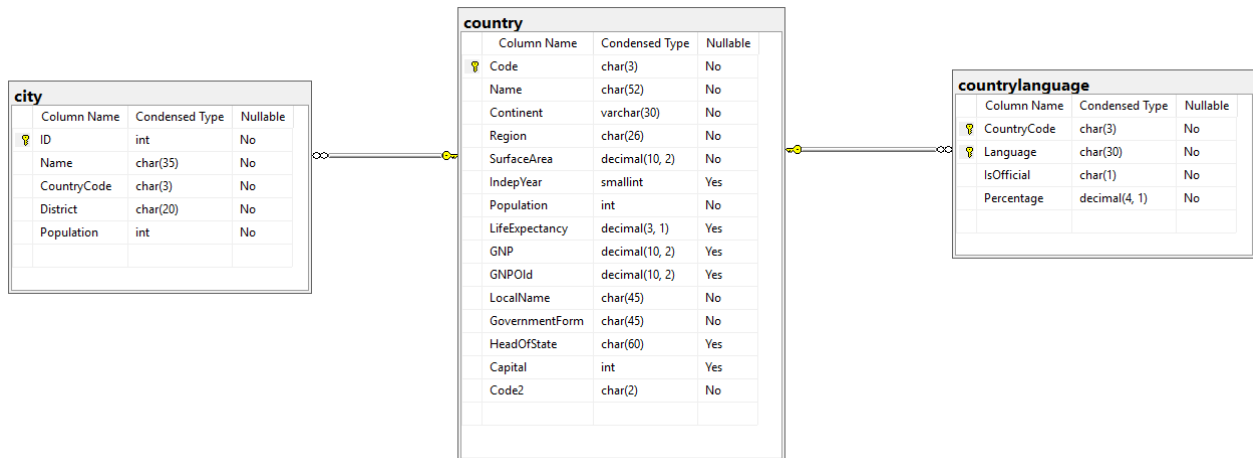 city
Column Name Condensed Type Nullable
ID int No
Name char(35) No
CountryCode char(3) No
District char(20) No
Population int No
country
Column Name Condensed Type Nullable
Code char(3) No
Name char(52) No
Continent varchar(30) No
Region char(26) No
SurfaceArea decimal(10, 2) No
IndepYear smallint Yes
Population int No
LifeExpectancy decimal(3, 1) Yes
GNP decimal(10, 2) Yes
GNPOld decimal(10, 2) Yes
LocalName char(45) No
GovernmentForm char(45) No
HeadOfState char(60) Yes
Capital int Yes
Code2 char(2) No
countrylanguage
Column Name Condensed Type Nullable
CountryCode char(3) No
Language char(30) No
IsOfficial char(1) No
Percentage decimal(4, 1) No